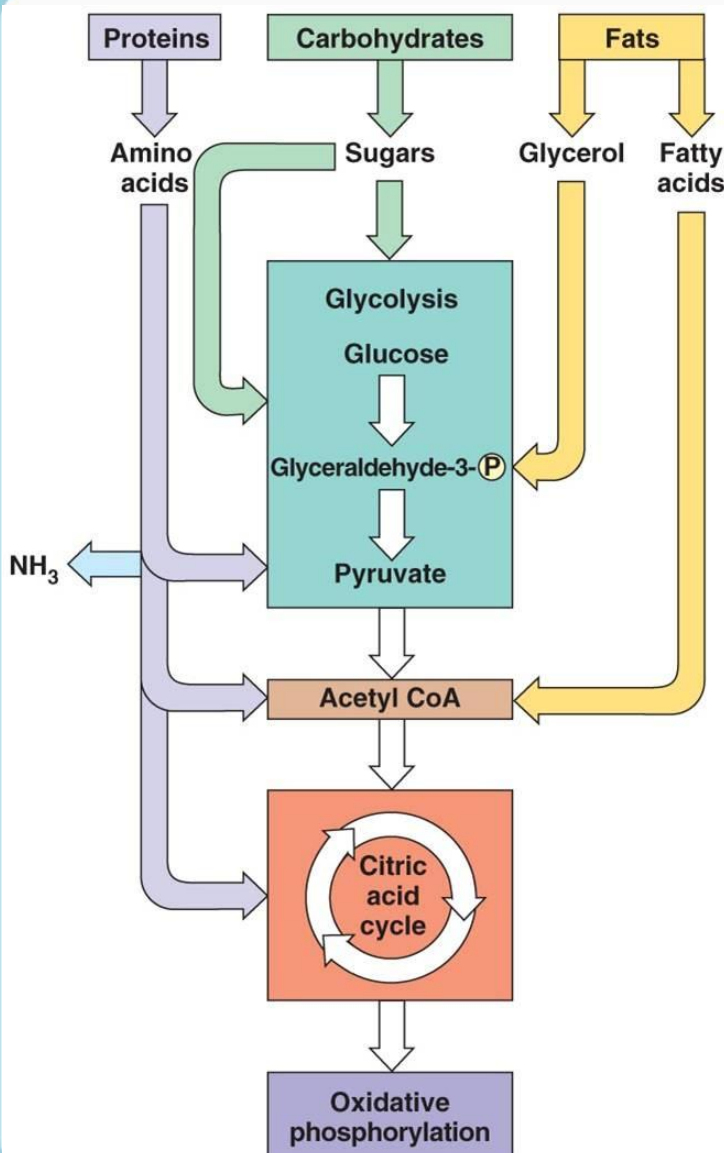 Proteins
Carbohydrates
Fats
Amino
acids
Sugars
Glycerol
Fatty
acids
Glycolysis
Glucose
Glyceraldehyde-3-P
NH₃
Pyruvate
Acetyl CoA
Citric
acid
cycle
Oxidative
phosphorylation